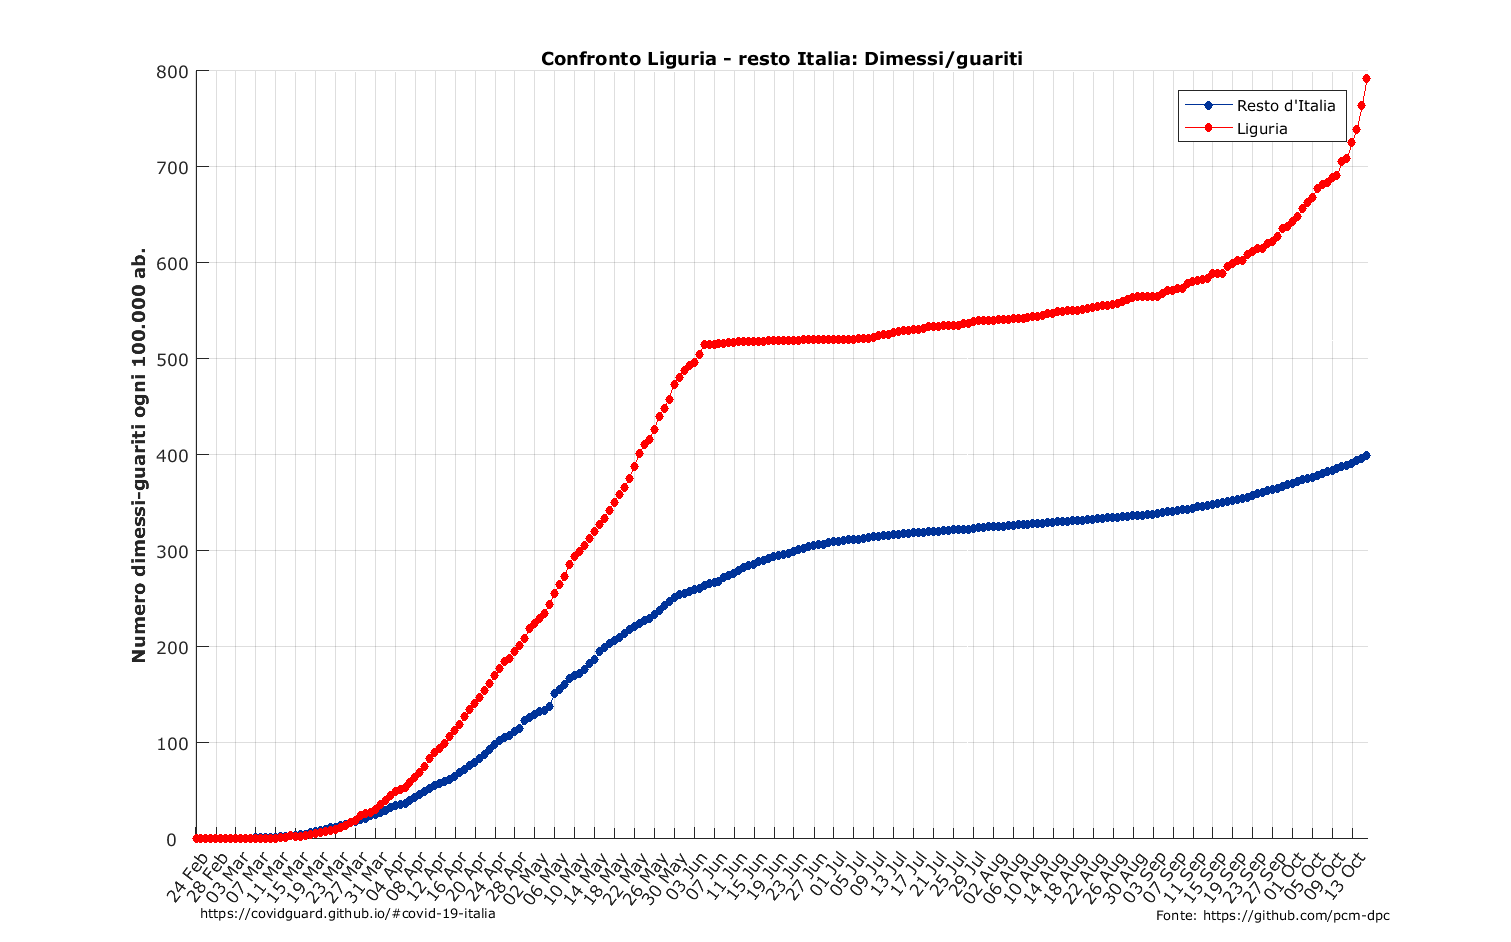 Confronto Liguria - resto Italia: Dimessi/guariti
Resto d'Italia
Liguria
Numero dimessi-guariti ogni 100.000 ab.
800
700
600
500
400
300
200
100
0
24 Feb
28 Feb
03 Mar
07 Mar
11 Mar
15 Mar
19 Mar
23 Mar
27 Mar
31 Mar
04 Apr
08 Apr
12 Apr
16 Apr
20 Apr
24 Apr
28 Apr
02 May
06 May
10 May
14 May
18 May
22 May
26 May
30 May
03 Jun
07 Jun
11 Jun
15 Jun
19 Jun
23 Jun
27 Jun
01 Jul
05 Jul
09 Jul
13 Jul
17 Jul
21 Jul
25 Jul
29 Jul
02 Aug
06 Aug
10 Aug
14 Aug
18 Aug
22 Aug
26 Aug
30 Aug
03 Sep
07 Sep
11 Sep
15 Sep
19 Sep
23 Sep
27 Sep
01 Oct
05 Oct
09 Oct
13 Oct
https://covidguard.github.io/#covid-19-italia
Fonte: https://github.com/pcm-dpc